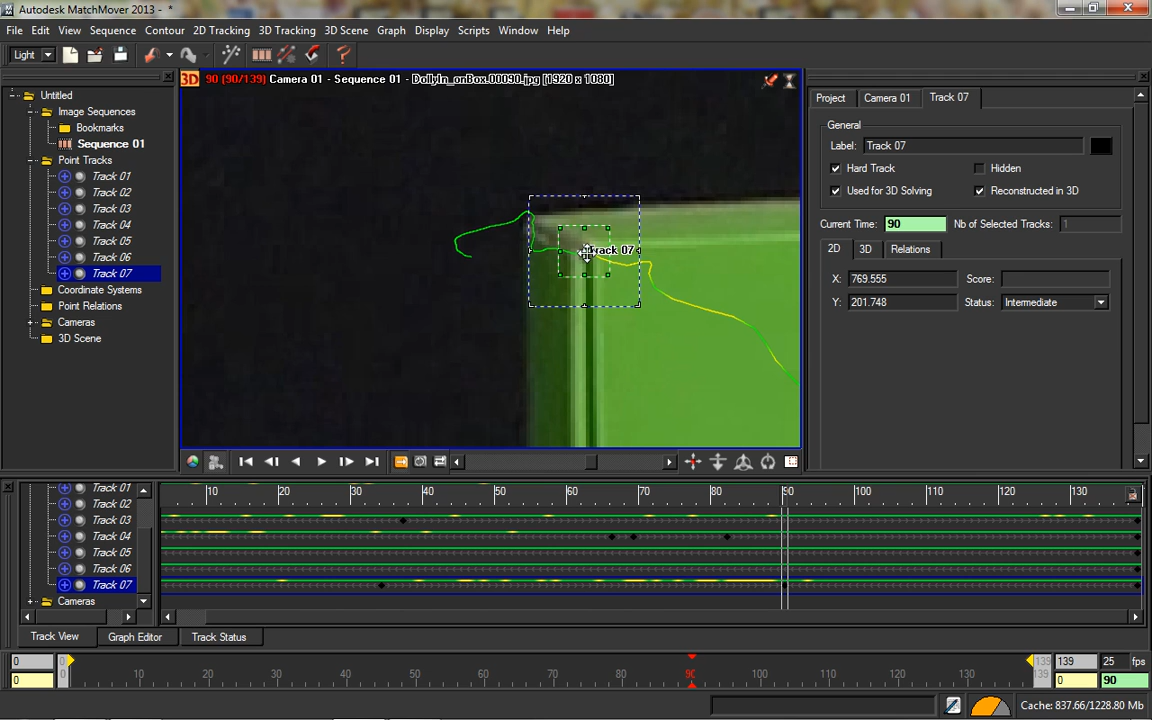 Autodesk MatchMover 2013 - *
File Edit View Sequence Contour 2D Tracking 3D Tracking 3D Scene Graph Display Scripts Window Help
Light
3D 90 (90/139) Camera 01 - Sequence 01 - DollyIn_onBox.00090.jpg [1920 x 1080]
Untitled
Image Sequences
Bookmarks
Sequence 01
Point Tracks
Track 01
Track 02
Track 03
Track 04
Track 05
Track 06
Track 07
Coordinate Systems
Point Relations
Cameras
3D Scene
Track 07
Project Camera 01 Track 07
General
Label: Track 07
Hard Track Hidden
Used for 3D Solving Reconstructed in 3D
Current Time: 90 Nb of Selected Tracks: 1
2D 3D Relations
X: 769.555 Score:
Y: 201.748 Status: Intermediate
10 20 30 40 50 60 70 80 90 100 110 120 130
Track 01
Track 02
Track 03
Track 04
Track 05
Track 06
Track 07
Cameras
Track View Graph Editor Track Status
0 0 139 139 25 fps
0 0 10 20 30 40 50 60 70 80 90 100 110 120 130 139 0 90
Cache: 837.66/1228.80 Mb